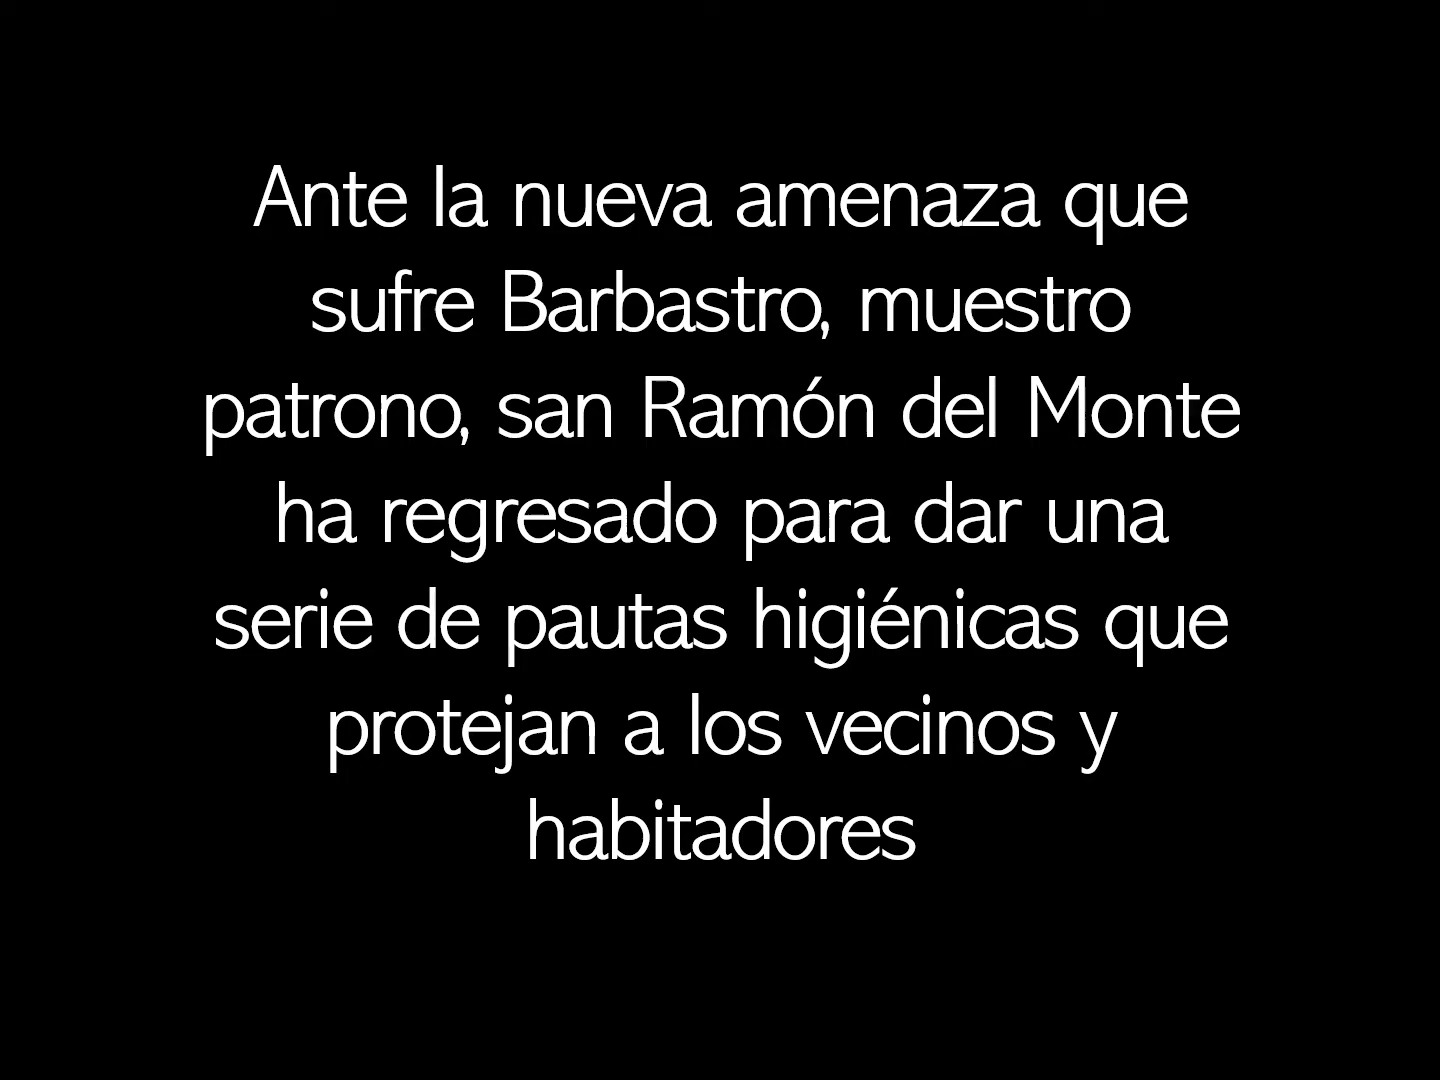 Ante la nueva amenaza que
sufre Barbastro, muestro
patrono, san Ramón del Monte
ha regresado para dar una
serie de pautas higiénicas que
protejan a los vecinos y
habitadores